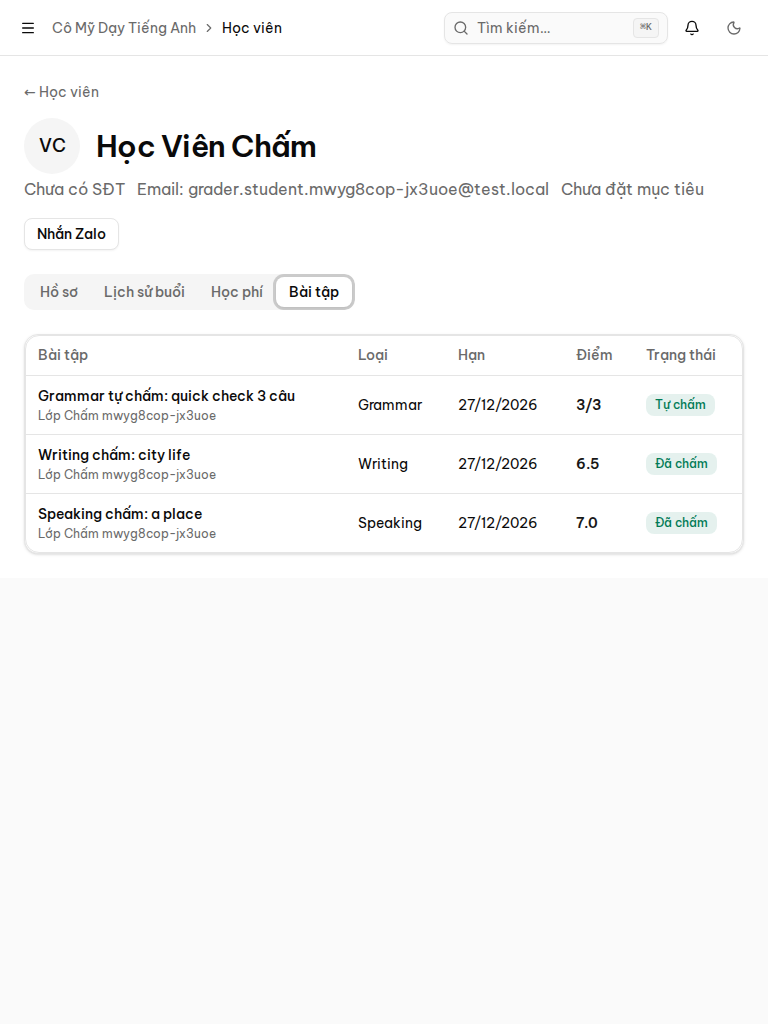 Cô Mỹ Dạy Tiếng Anh > Học viên
Tìm kiếm... ⌘K
← Học viên
VC
Học Viên Chấm
Chưa có SĐT Email: grader.student.mwyg8cop-jx3uoe@test.local Chưa đặt mục tiêu
Nhắn Zalo
Hồ sơ Lịch sử buổi Học phí Bài tập
Bài tập Loại Hạn Điểm Trạng thái
Grammar tự chấm: quick check 3 câu
Lớp Chấm mwyg8cop-jx3uoe
Grammar 27/12/2026 3/3 Tự chấm
Writing chấm: city life
Lớp Chấm mwyg8cop-jx3uoe
Writing 27/12/2026 6.5 Đã chấm
Speaking chấm: a place
Lớp Chấm mwyg8cop-jx3uoe
Speaking 27/12/2026 7.0 Đã chấm